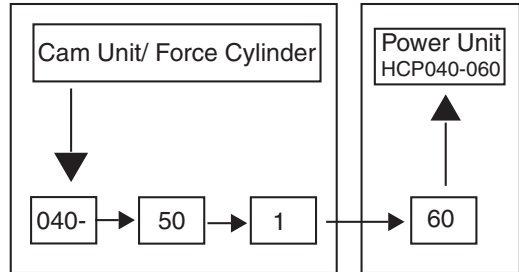 Cam Unit/ Force Cylinder
Power Unit
HCP040-060
040-
50
1
60